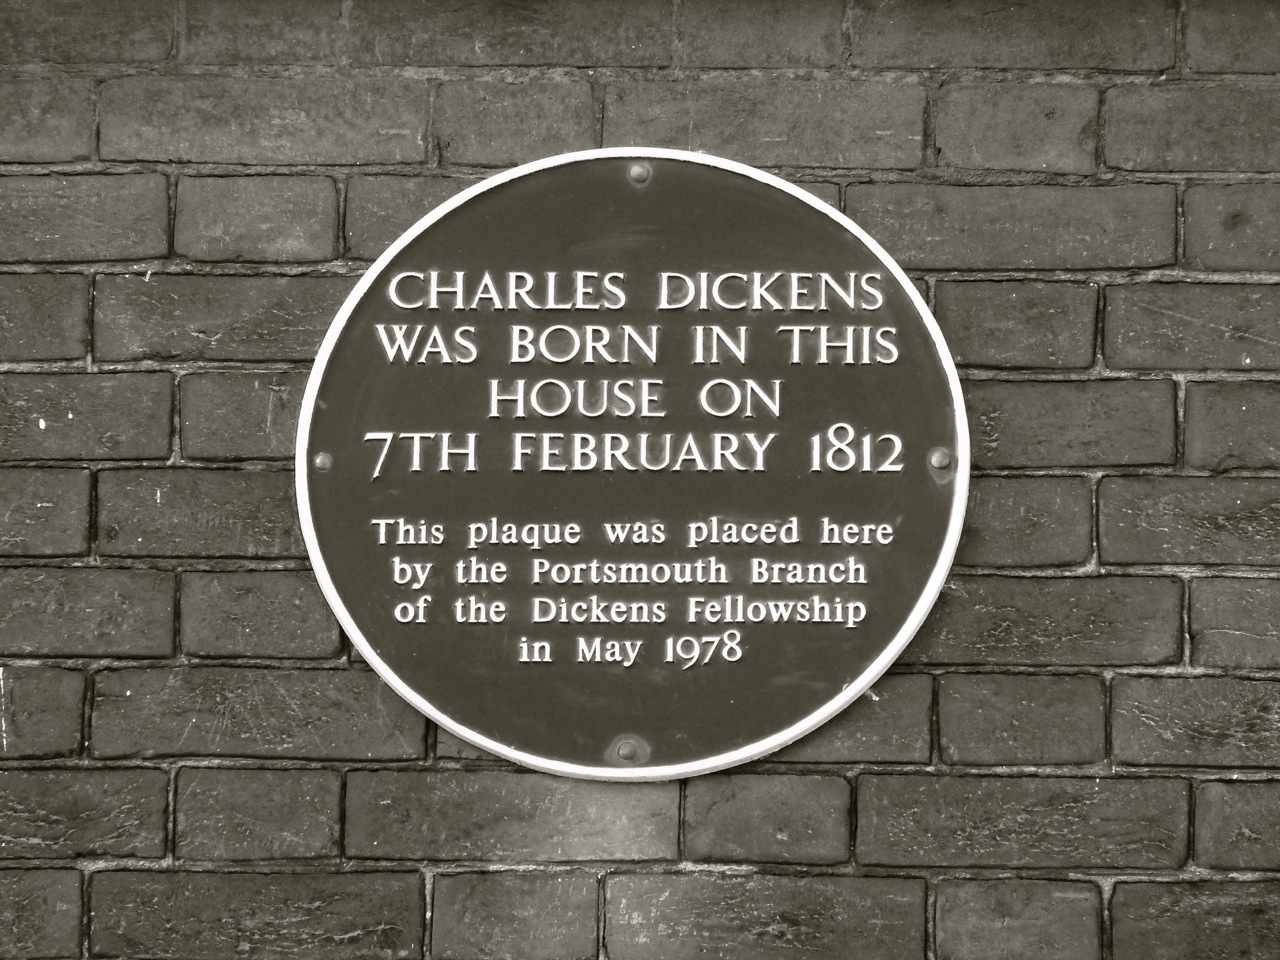 CHARLES DICKENS
WAS BORN IN THIS
HOUSE ON
7TH FEBRUARY 1812
This plaque was placed here
by the Portsmouth Branch
of the Dickens Fellowship
in May 1978